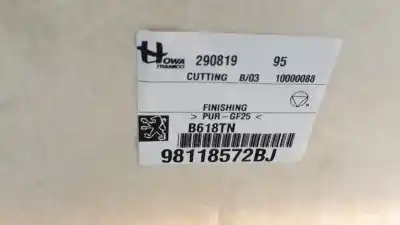 HOWA
TRAMICO
290819 95
CUTTING B/03 10000088
FINISHING
> PUR-GF25 <
B618TN
98118572BJ